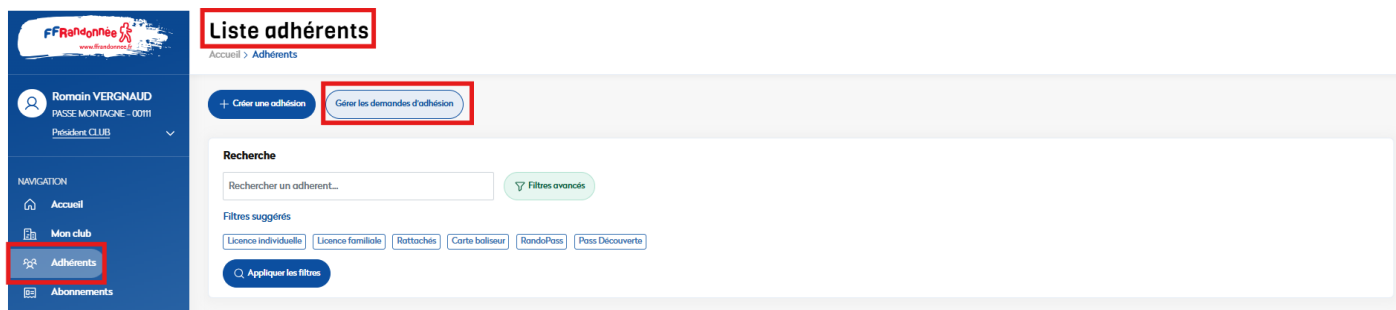 FFRandonnée
www.ffrandonnee.fr
Romain VERGNAUD
PASSE MONTAGNE - 00111
Président CLUB
NAVIGATION
Accueil
Mon club
Adhérents
Abonnements
Liste adhérents
Accueil > Adhérents
+ Créer une adhésion
Gérer les demandes d'adhésion
Recherche
Rechercher un adherent...
Filtres avancés
Filtres suggérés
Licence individuelle Licence familiale Rattachés Carte baliseur RandoPass Pass Découverte
Appliquer les filtres